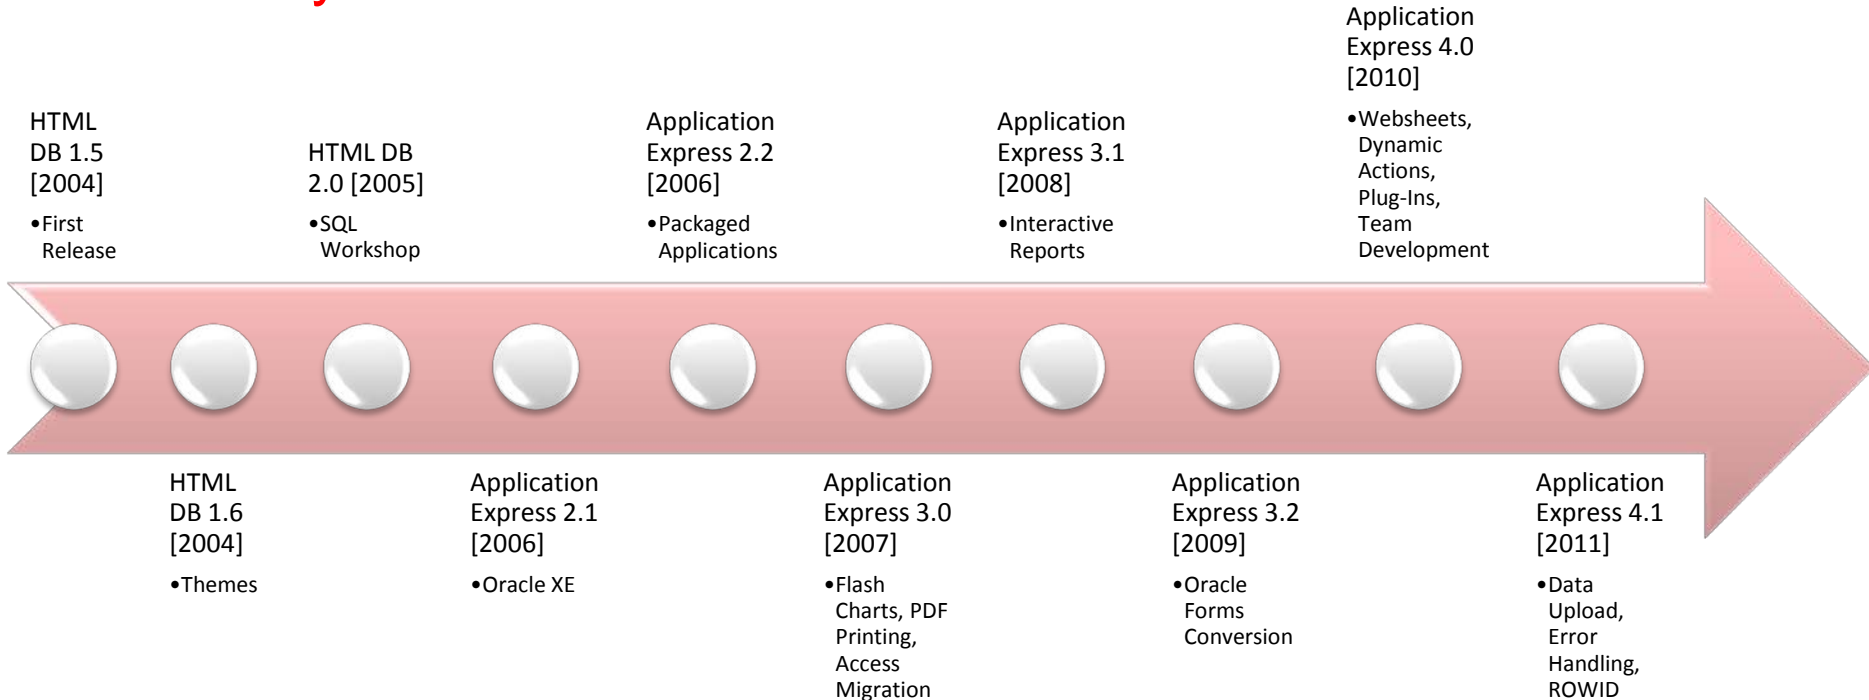 HTML
DB 1.5
[2004]
•First
Release
HTML
DB 1.6
[2004]
•Themes
HTML DB
2.0 [2005]
•SQL
Workshop
Application
Express 2.1
[2006]
•Oracle XE
Application
Express 2.2
[2006]
•Packaged
Applications
Application
Express 3.0
[2007]
•Flash
Charts, PDF
Printing,
Access
Migration
Application
Express 3.1
[2008]
•Interactive
Reports
Application
Express 3.2
[2009]
•Oracle
Forms
Conversion
Application
Express 4.0
[2010]
•Websheets,
Dynamic
Actions,
Plug-Ins,
Team
Development
Application
Express 4.1
[2011]
•Data
Upload,
Error
Handling,
ROWID